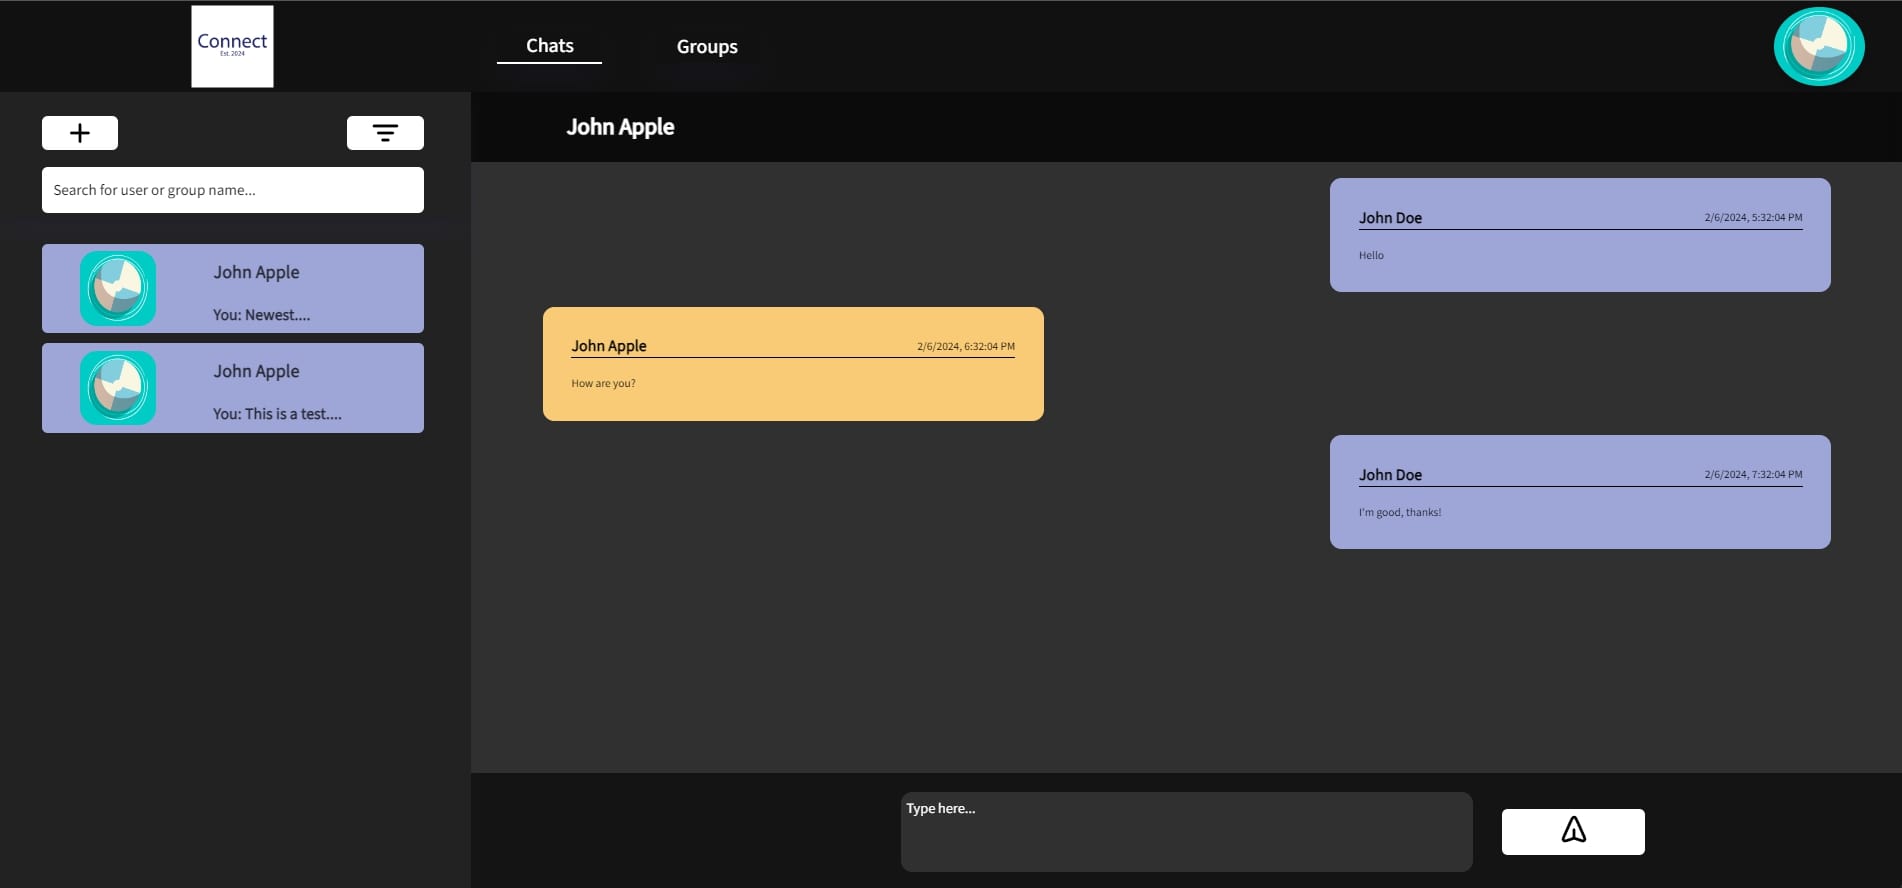 Connect
Est. 2024
Chats
Groups
John Apple
Search for user or group name...
John Apple
You: Newest....
John Apple
You: This is a test....
John Doe 2/6/2024, 5:32:04 PM
Hello
John Apple 2/6/2024, 6:32:04 PM
How are you?
John Doe 2/6/2024, 7:32:04 PM
I'm good, thanks!
Type here...